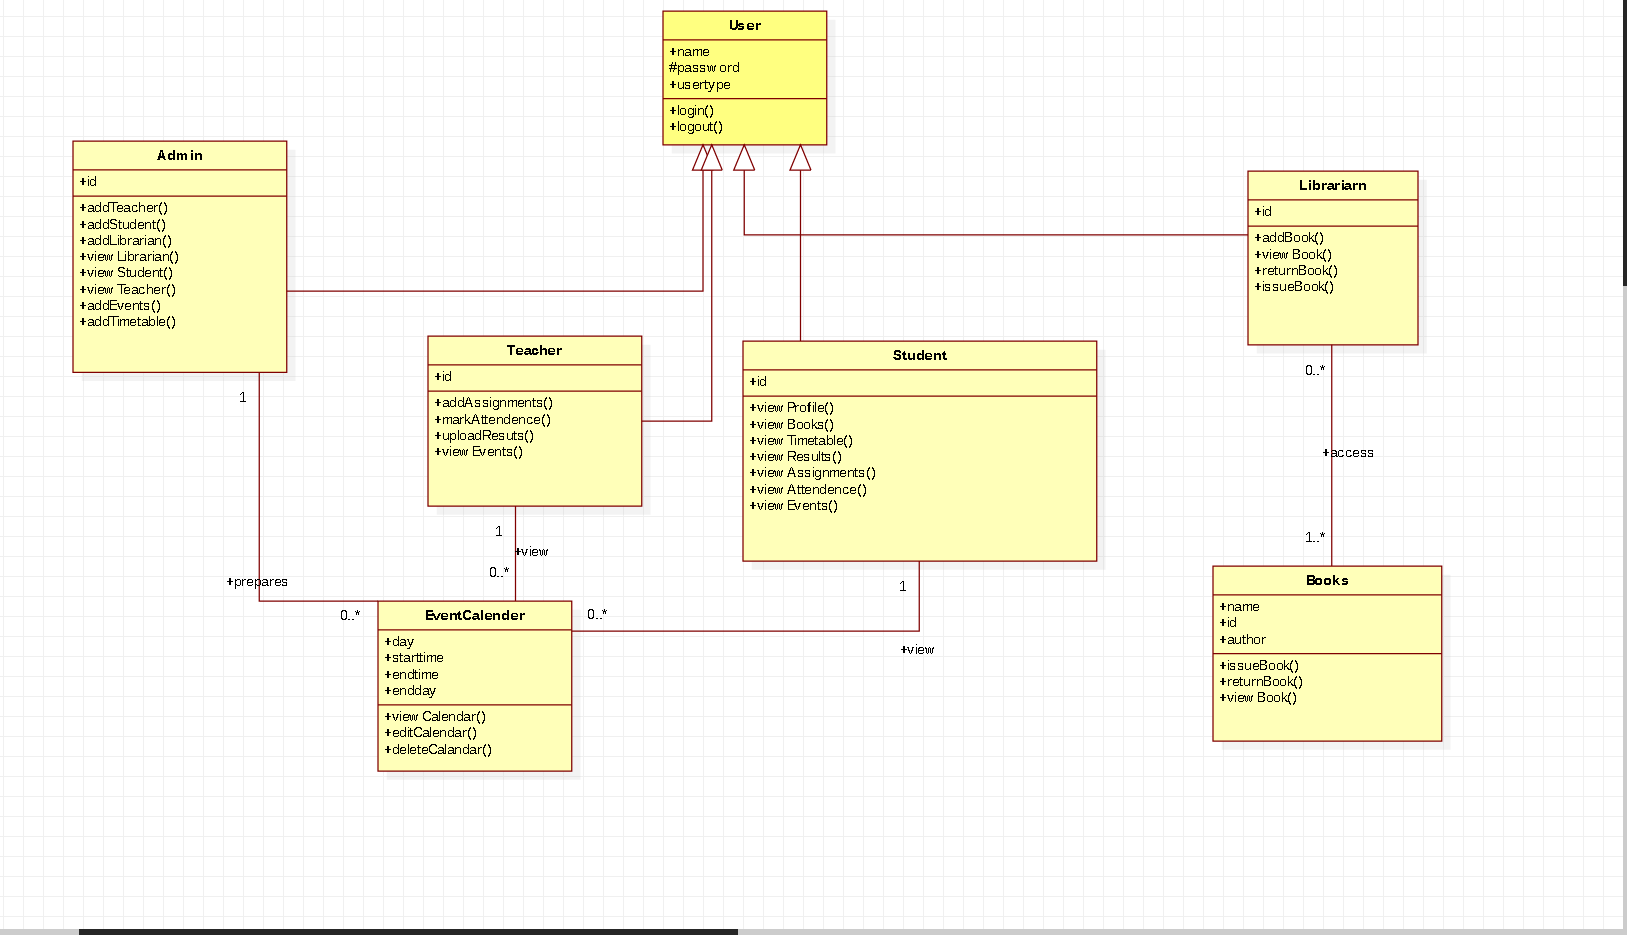 User
+name
#password
+usertype
+login()
+logout()
Admin
+id
+addTeacher()
+addStudent()
+addLibrarian()
+view Librarian()
+view Student()
+view Teacher()
+addEvents()
+addTimetable()
Librariarn
+id
+addBook()
+view Book()
+returnBook()
+issueBook()
Teacher
+id
+addAssignments()
+markAttendence()
+uploadResuts()
+view Events()
Student
+id
+view Profile()
+view Books()
+view Timetable()
+view Results()
+view Assignments()
+view Attendence()
+view Events()
1
+prepares
0..*
1
+view
0..*
1
+view
0..*
0..*
+access
1..*
EventCalender
+day
+starttime
+endtime
+endday
+view Calendar()
+editCalendar()
+deleteCalandar()
Books
+name
+id
+author
+issueBook()
+returnBook()
+view Book()